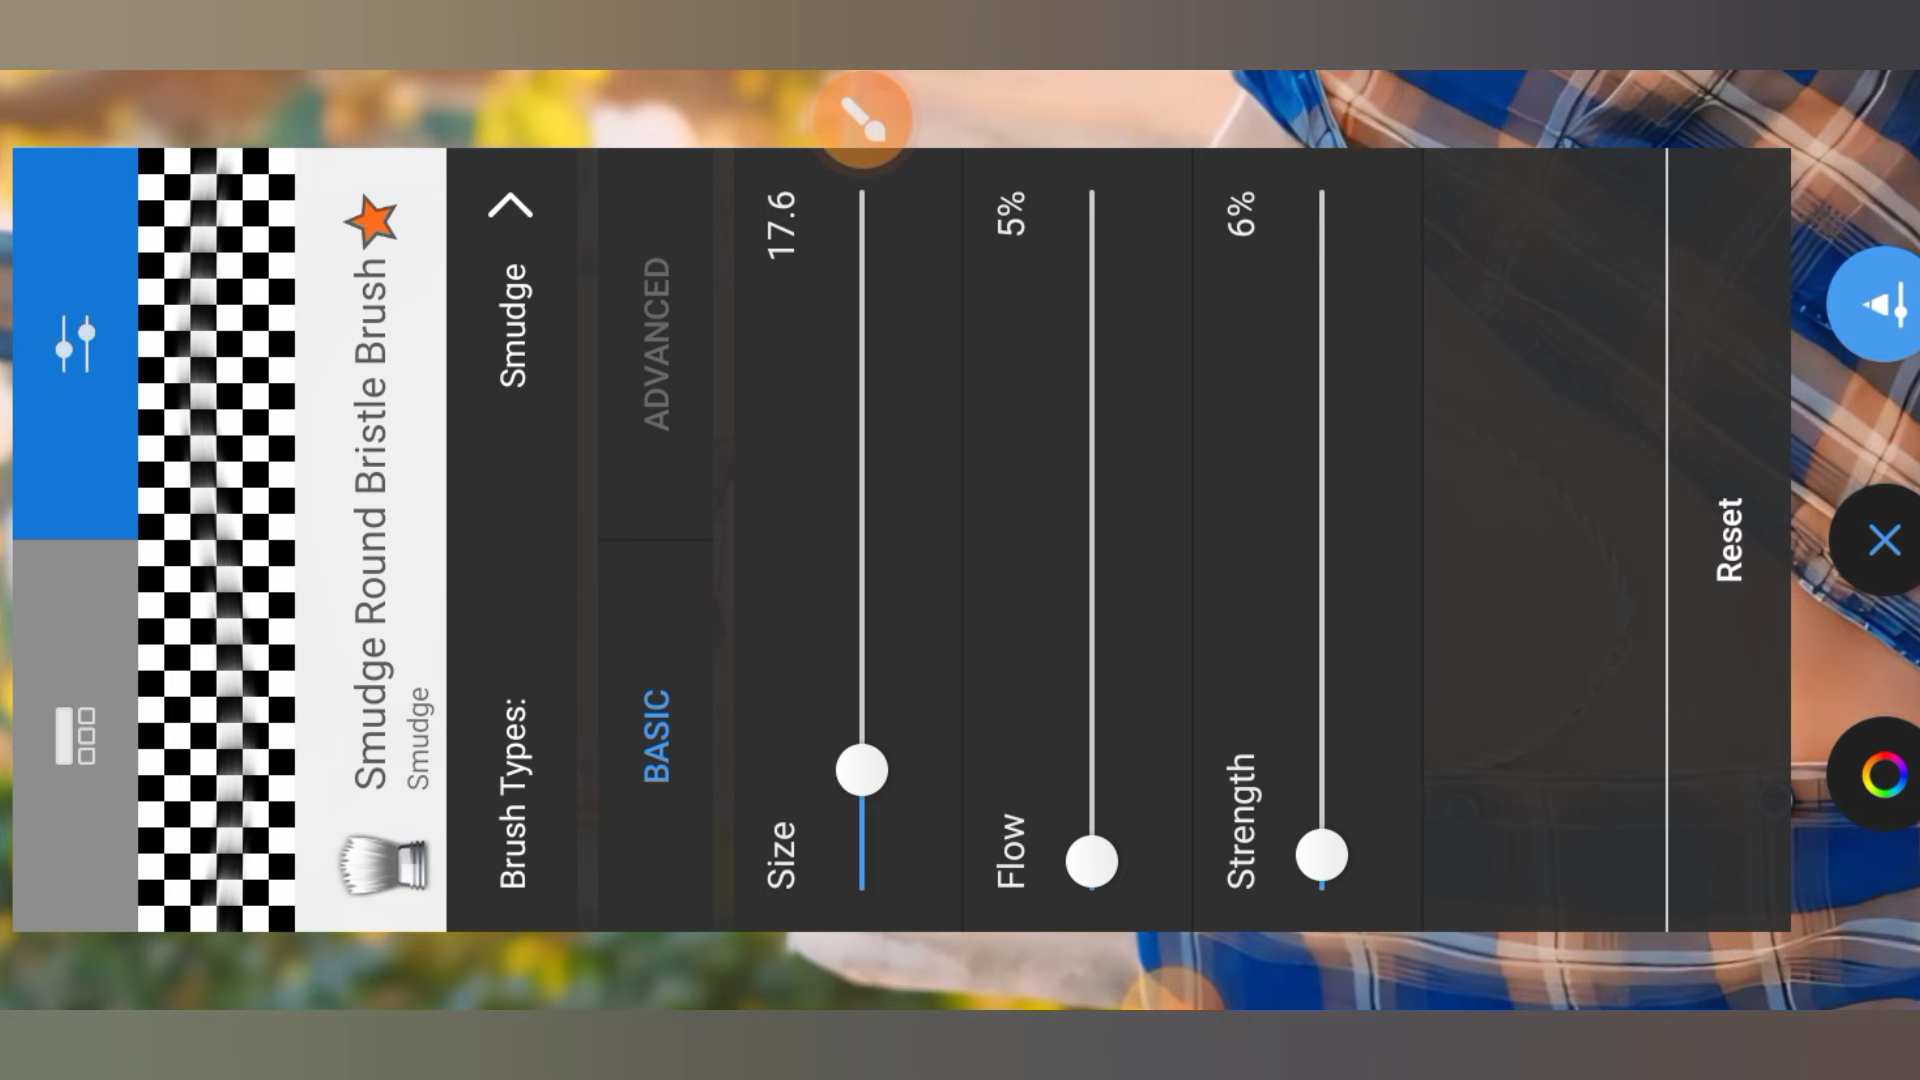 Smudge Round Bristle Brush
Smudge
Brush Types: Smudge
BASIC ADVANCED
Size 17.6
Flow 5%
Strength 6%
Reset